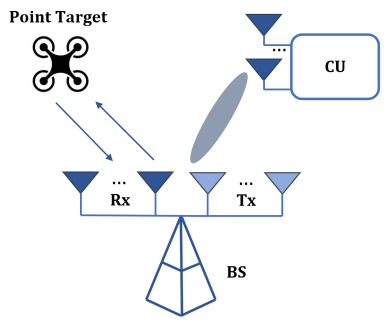 Point Target
...
CU
... ...
Rx Tx
BS